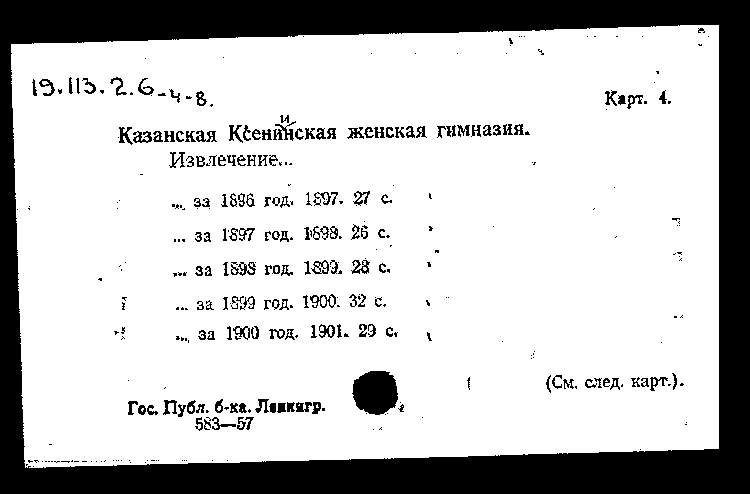 19.113.2.6-4-8.
Карт. 4.
Казанская Ксениинская женская гимназия.
Извлечение...
... за 1896 год. 1897. 27 с.
... за 1897 год. 1898. 26 с.
... за 1898 год. 1899. 28 с.
... за 1899 год. 1900. 32 с.
... за 1900 год. 1901. 29 с.
(См. след. карт.).
Гос. Публ. б-ка. Ленингр.
583—57